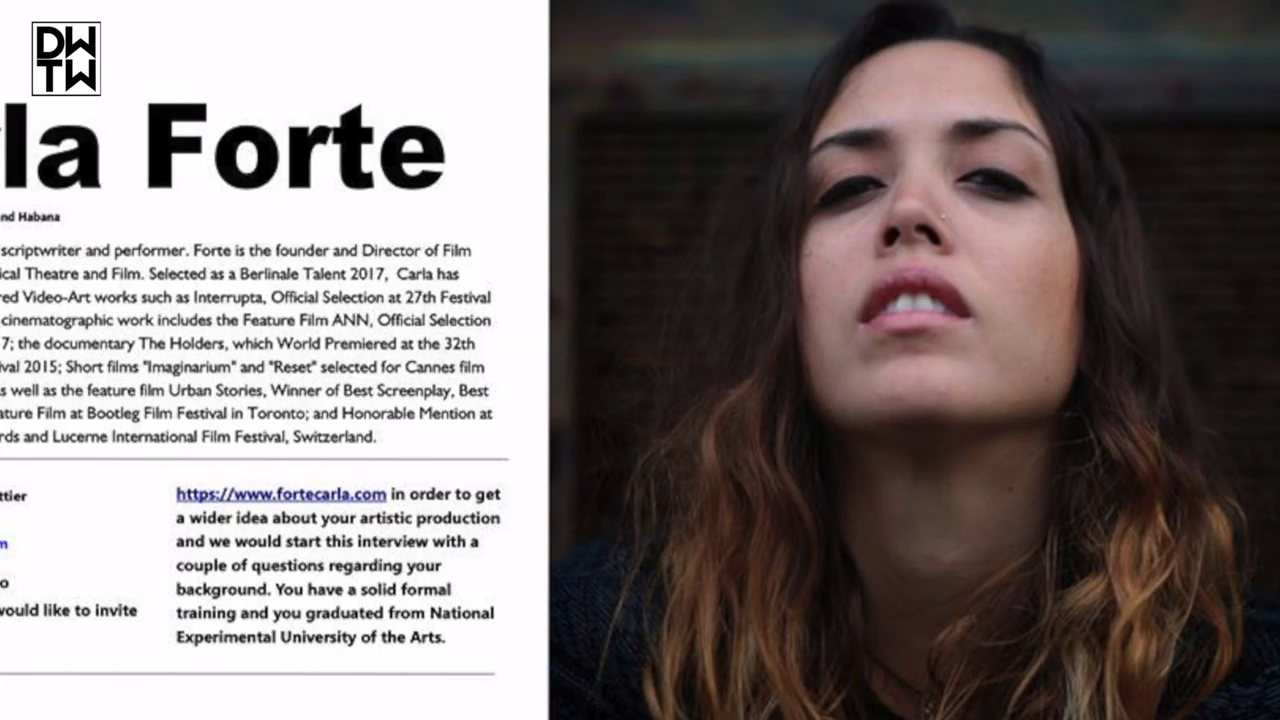 DW
TW
la Forte
nd Habana
scriptwriter and performer. Forte is the founder and Director of Film
ical Theatre and Film. Selected as a Berlinale Talent 2017, Carla has
red Video-Art works such as Interrupta, Official Selection at 27th Festival
cinematographic work includes the Feature Film ANN, Official Selection
7; the documentary The Holders, which World Premiered at the 32th
val 2015; Short films "Imaginarium" and "Reset" selected for Cannes film
s well as the feature film Urban Stories, Winner of Best Screenplay, Best
ature Film at Bootleg Film Festival in Toronto; and Honorable Mention at
rds and Lucerne International Film Festival, Switzerland.
ttier
m
o
would like to invite
https://www.fortecarla.com in order to get
a wider idea about your artistic production
and we would start this interview with a
couple of questions regarding your
background. You have a solid formal
training and you graduated from National
Experimental University of the Arts.